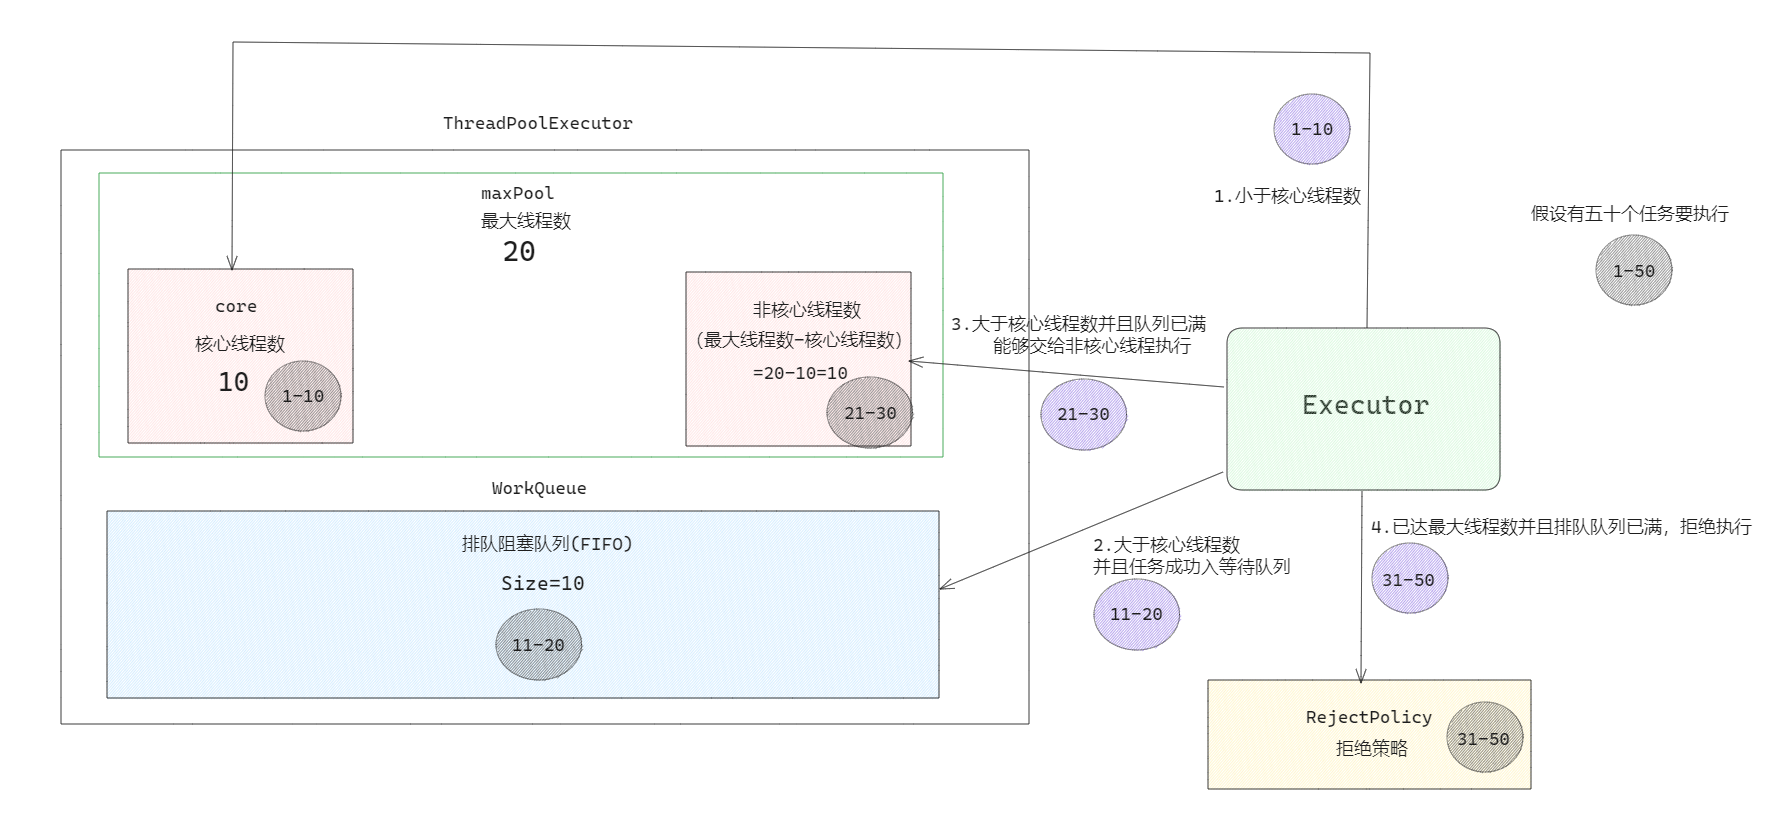 ThreadPoolExecutor
maxPool
最大线程数
20
core
核心线程数
10
1-10
非核心线程数
(最大线程数-核心线程数)
=20-10=10
21-30
WorkQueue
排队阻塞队列(FIFO)
Size=10
11-20
1-10
1.小于核心线程数
假设有五十个任务要执行
1-50
3.大于核心线程数并且队列已满
能够交给非核心线程执行
21-30
Executor
2.大于核心线程数
并且任务成功入等待队列
11-20
4.已达最大线程数并且排队队列已满，拒绝执行
31-50
RejectPolicy
拒绝策略
31-50